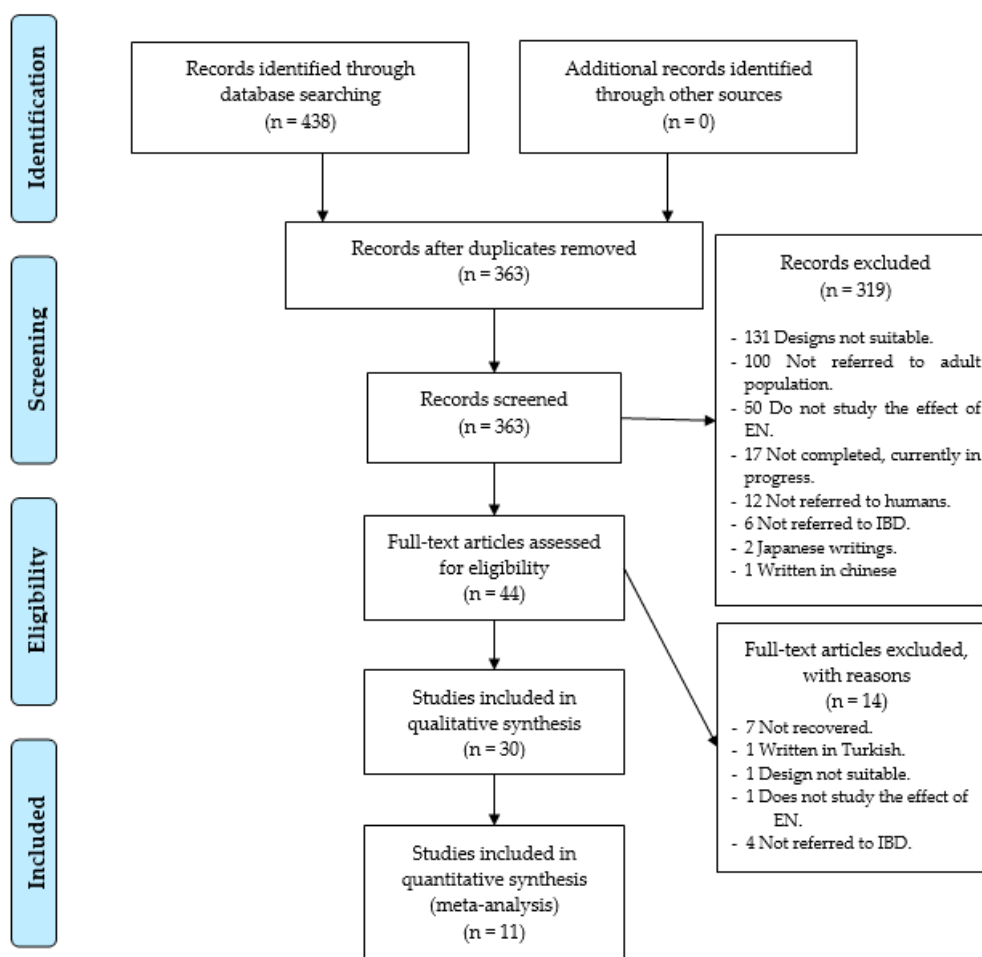 Identification
Records identified through
database searching
(n = 438)
Additional records identified
through other sources
(n = 0)
Screening
Records after duplicates removed
(n = 363)
Records screened
(n = 363)
Records excluded
(n = 319)
- 131 Designs not suitable.
- 100 Not referred to adult
population.
- 50 Do not study the effect of
EN.
- 17 Not completed, currently in
progress.
- 12 Not referred to humans.
- 6 Not referred to IBD.
- 2 Japanese writings.
- 1 Written in chinese
Eligibility
Full-text articles assessed
for eligibility
(n = 44)
Full-text articles excluded,
with reasons
(n = 14)
- 7 Not recovered.
- 1 Written in Turkish.
- 1 Design not suitable.
- 1 Does not study the effect of
EN.
- 4 Not referred to IBD.
Studies included in
qualitative synthesis
(n = 30)
Included
Studies included in
quantitative synthesis
(meta-analysis)
(n = 11)